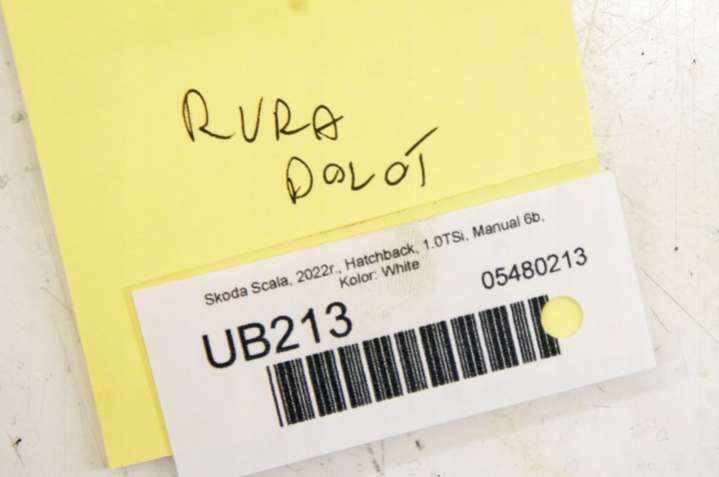 RURA
DOLOT
Skoda Scala, 2022r., Hatchback, 1.0TSi, Manual 6b,
Kolor: White
05480213
UB213